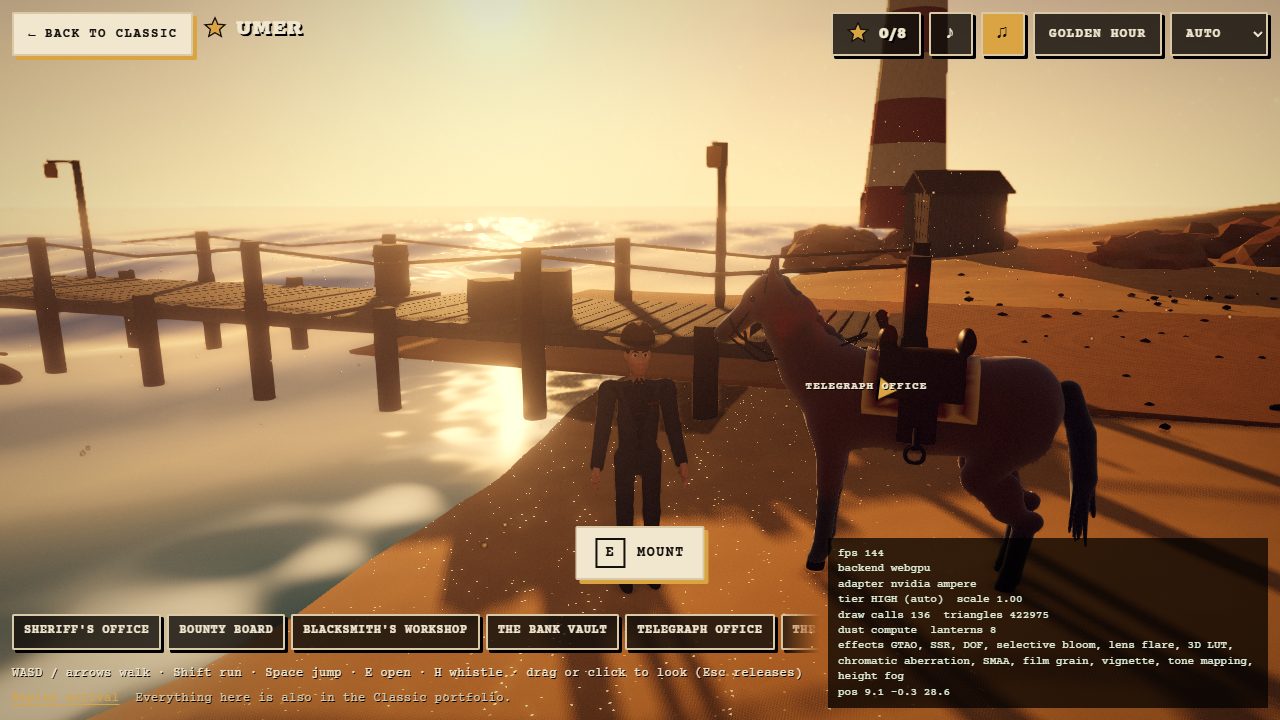 ← BACK TO CLASSIC
UMER
0/8
GOLDEN HOUR
AUTO
TELEGRAPH OFFICE
E MOUNT
fps 144
backend webgpu
adapter nvidia ampere
tier HIGH (auto) scale 1.00
draw calls 136 triangles 422975
dust compute lanterns 8
effects GTAO, SSR, DOF, selective bloom, lens flare, 3D LUT,
chromatic aberration, SMAA, film grain, vignette, tone mapping,
height fog
pos 9.1 -0.3 28.6
SHERIFF'S OFFICE
BOUNTY BOARD
BLACKSMITH'S WORKSHOP
THE BANK VAULT
TELEGRAPH OFFICE
THE
WASD / arrows walk · Shift run · Space jump · E open · H whistle · drag or click to look (Esc releases)
Everything here is also in the Classic portfolio.